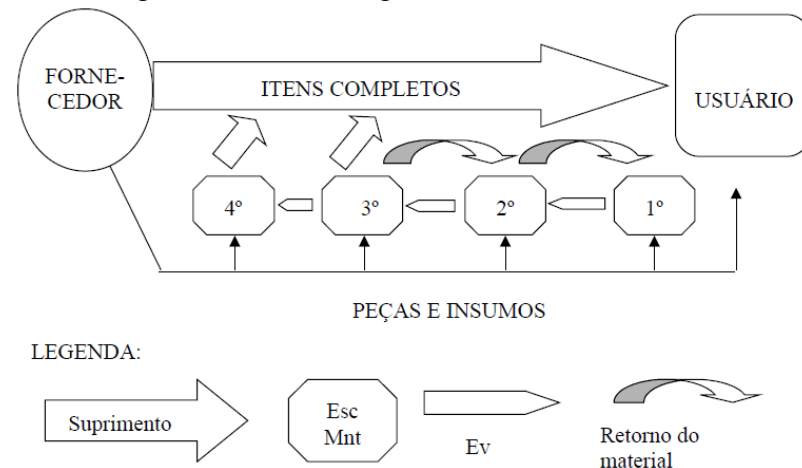 FORNE-
CEDOR
ITENS COMPLETOS
USUÁRIO
4º
3º
2º
1º
PEÇAS E INSUMOS
LEGENDA:
Suprimento
Esc
Mnt
Ev
Retorno do
material